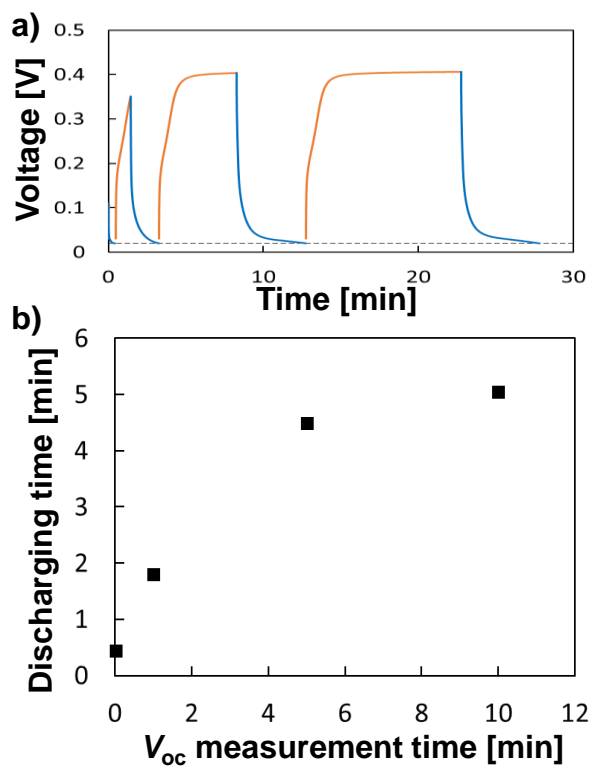 a)
Voltage [V]
0.5
0.4
0.3
0.2
0.1
0
0 10 20 30
Time [min]
b)
Discharging time [min]
6
5
4
3
2
1
0
0 2 4 6 8 10 12
Voc measurement time [min]